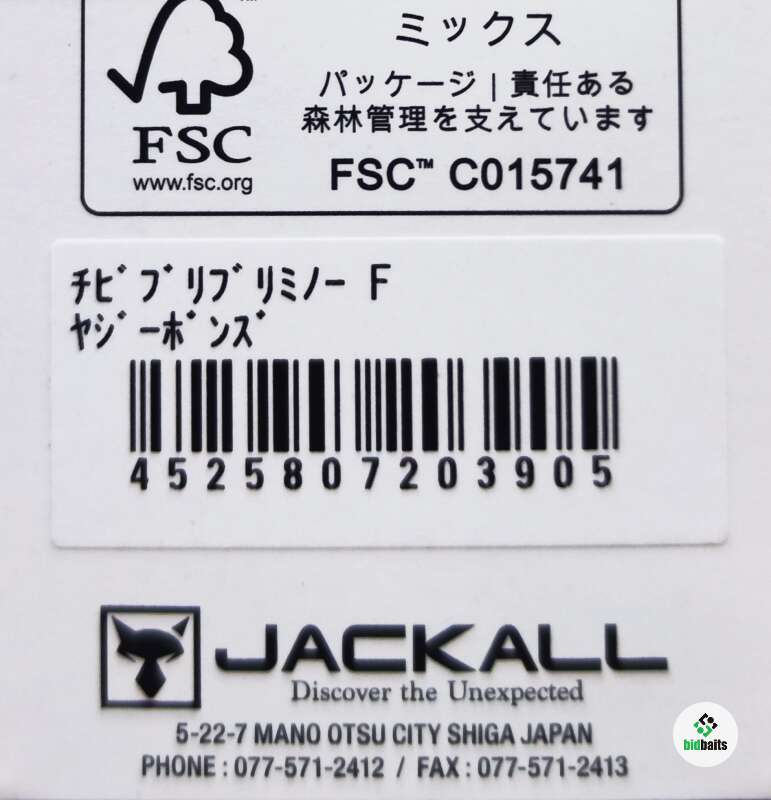 ミックス
パッケージ | 責任ある
森林管理を支えています
FSC
www.fsc.org
FSC™ C015741
ﾁﾋﾞﾌﾞﾘﾌﾞﾘﾐﾉｰ F
ﾔｼﾞｰﾎﾞﾝｽﾞ
4525807203905
JACKALL
Discover the Unexpected
5-22-7 MANO OTSU CITY SHIGA JAPAN
PHONE : 077-571-2412 / FAX : 077-571-2413
bidbaits